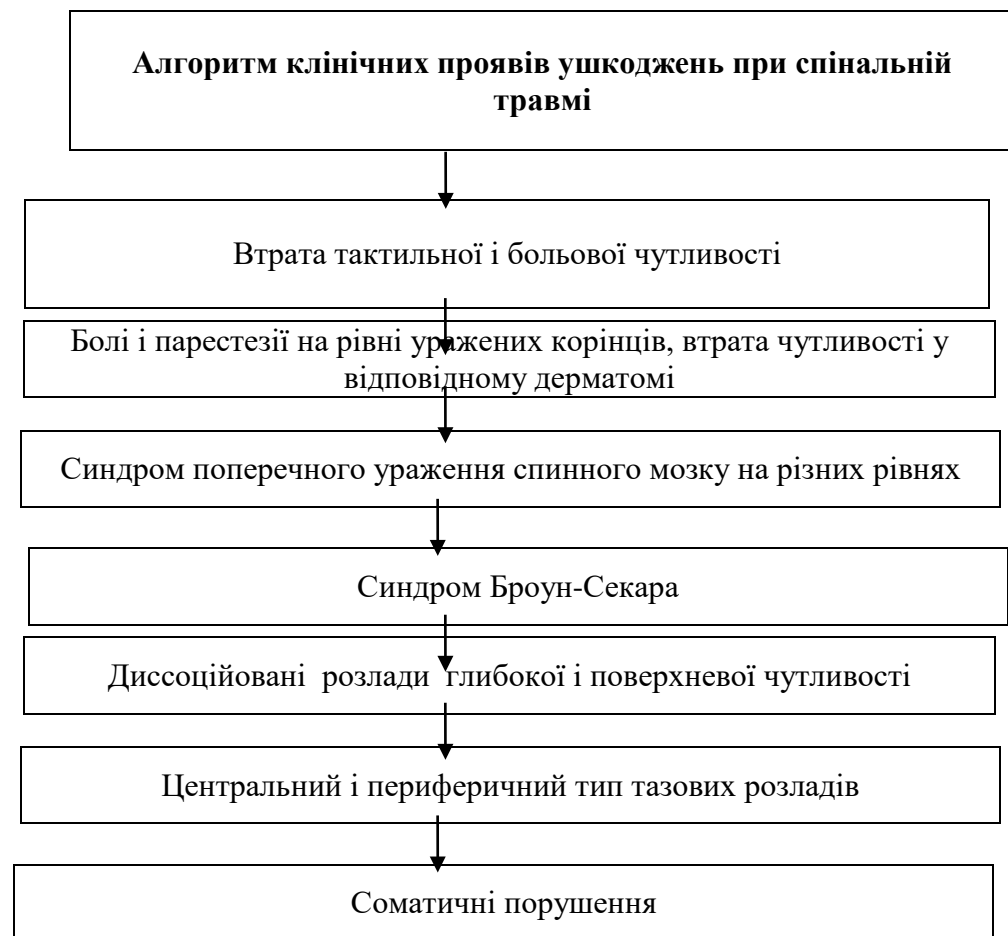 Алгоритм клінічних проявів ушкоджень при спінальній
травмі
Втрата тактильної і больової чутливості
Болі і парестезії на рівні уражених корінців, втрата чутливості у
відповідному дерматомі
Синдром поперечного ураження спинного мозку на різних рівнях
Синдром Броун-Секара
Диссоційовані розлади глибокої і поверхневої чутливості
Центральний і периферичний тип тазових розладів
Соматичні порушення